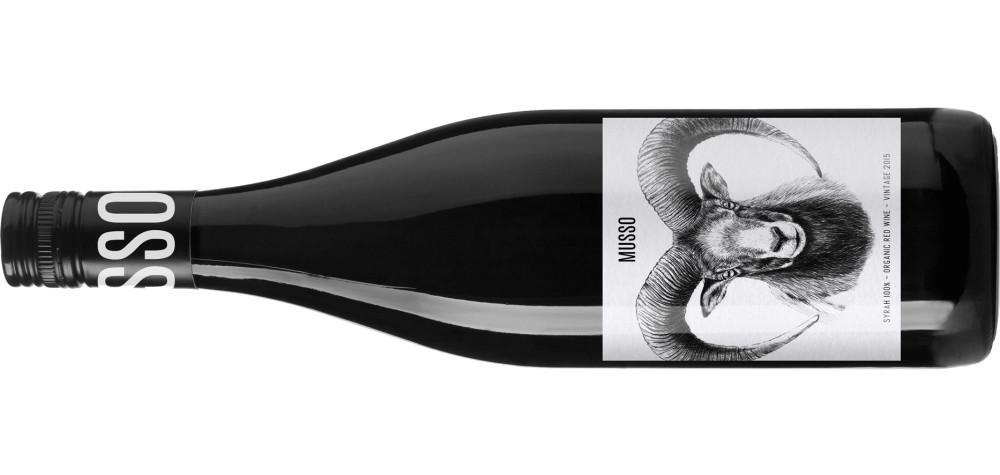 MUSSO
SYRAH 100% - ORGANIC RED WINE - VINTAGE 2015
SSO